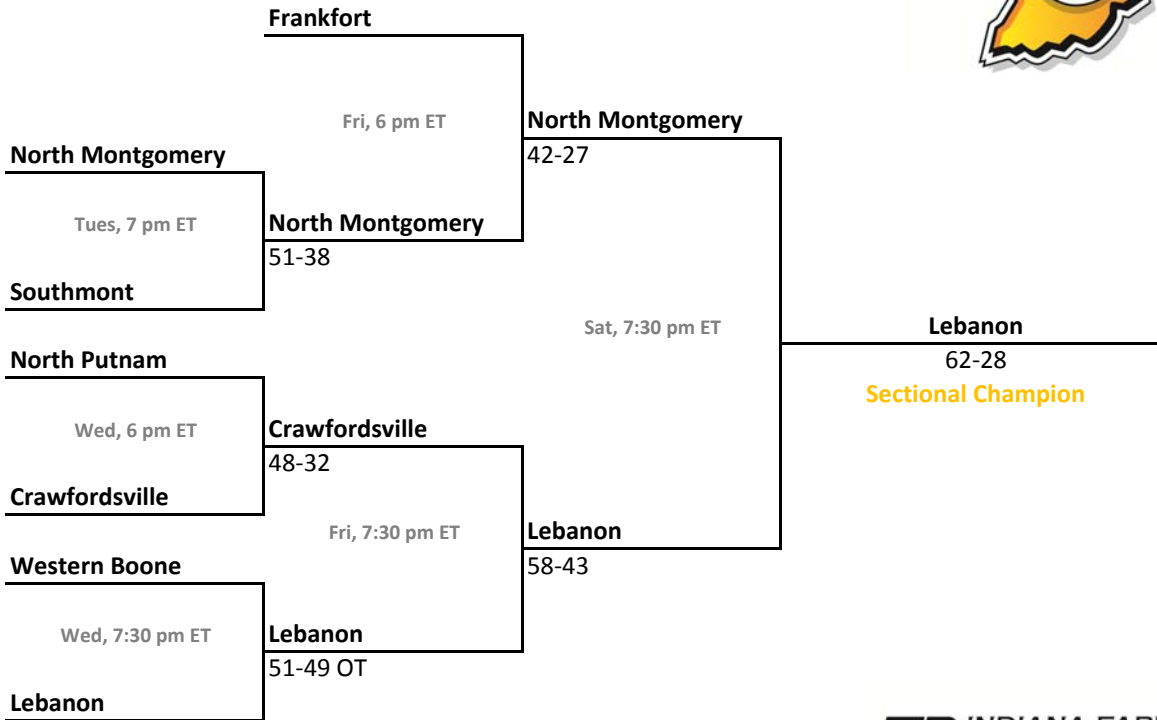 Frankfort
Fri, 6 pm ET
North Montgomery
North Montgomery
42-27
Tues, 7 pm ET
North Montgomery
51-38
Southmont
Sat, 7:30 pm ET
Lebanon
North Putnam
62-28
Sectional Champion
Wed, 6 pm ET
Crawfordsville
48-32
Crawfordsville
Fri, 7:30 pm ET
Lebanon
Western Boone
58-43
Wed, 7:30 pm ET
Lebanon
51-49 OT
Lebanon